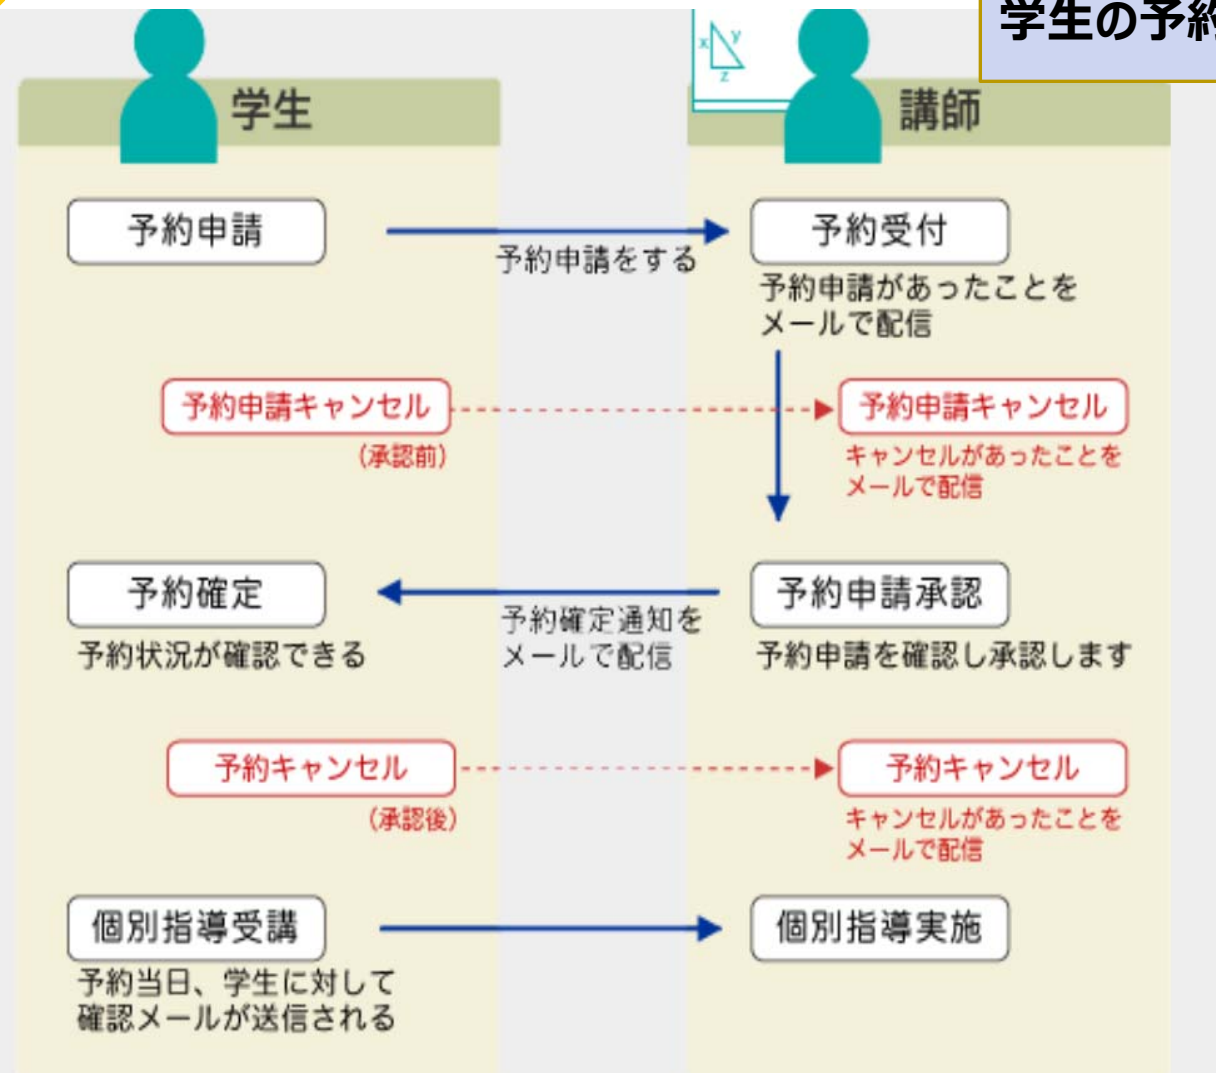 学生の予約
学生
講師
x
y
z
予約申請
予約申請をする
予約受付
予約申請があったことを
メールで配信
予約申請キャンセル
(承認前)
予約申請キャンセル
キャンセルがあったことを
メールで配信
予約確定
予約状況が確認できる
予約確定通知を
メールで配信
予約申請承認
予約申請を確認し承認します
予約キャンセル
(承認後)
予約キャンセル
キャンセルがあったことを
メールで配信
個別指導受講
予約当日、学生に対して
確認メールが送信される
個別指導実施